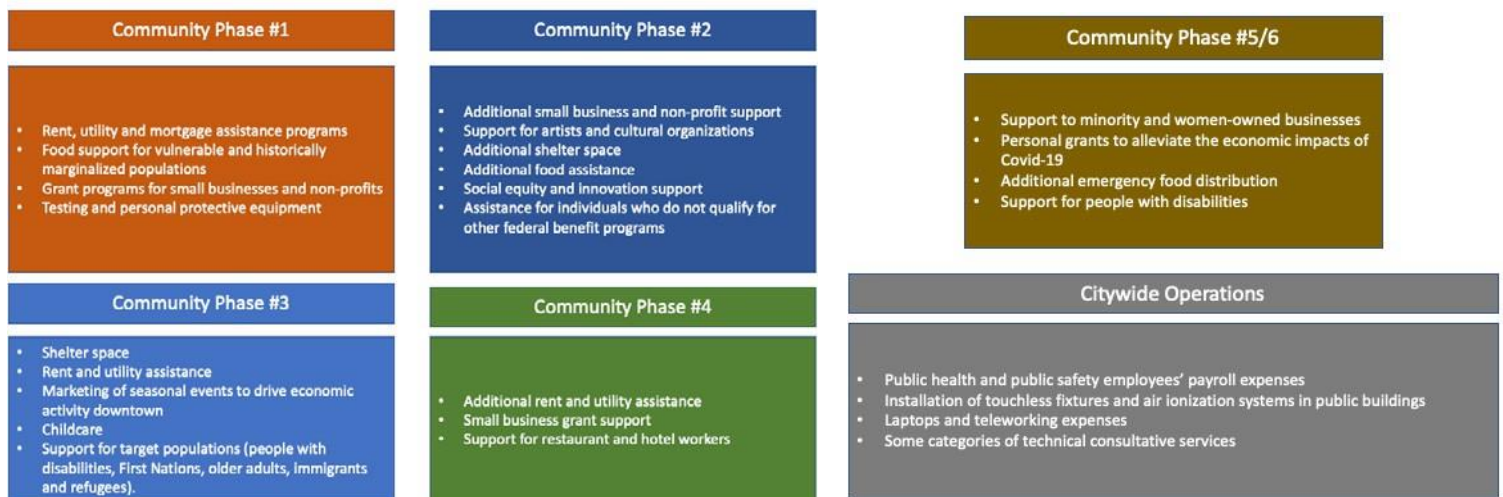 Community Phase #1
• Rent, utility and mortgage assistance programs
• Food support for vulnerable and historically
marginalized populations
• Grant programs for small businesses and non-profits
• Testing and personal protective equipment
Community Phase #2
• Additional small business and non-profit support
• Support for artists and cultural organizations
• Additional shelter space
• Additional food assistance
• Social equity and innovation support
• Assistance for individuals who do not qualify for
other federal benefit programs
Community Phase #5/6
• Support to minority and women-owned businesses
• Personal grants to alleviate the economic impacts of
Covid-19
• Additional emergency food distribution
• Support for people with disabilities
Community Phase #3
• Shelter space
• Rent and utility assistance
• Marketing of seasonal events to drive economic
activity downtown
• Childcare
• Support for target populations (people with
disabilities, First Nations, older adults, immigrants
and refugees).
Community Phase #4
• Additional rent and utility assistance
• Small business grant support
• Support for restaurant and hotel workers
Citywide Operations
• Public health and public safety employees’ payroll expenses
• Installation of touchless fixtures and air ionization systems in public buildings
• Laptops and teleworking expenses
• Some categories of technical consultative services